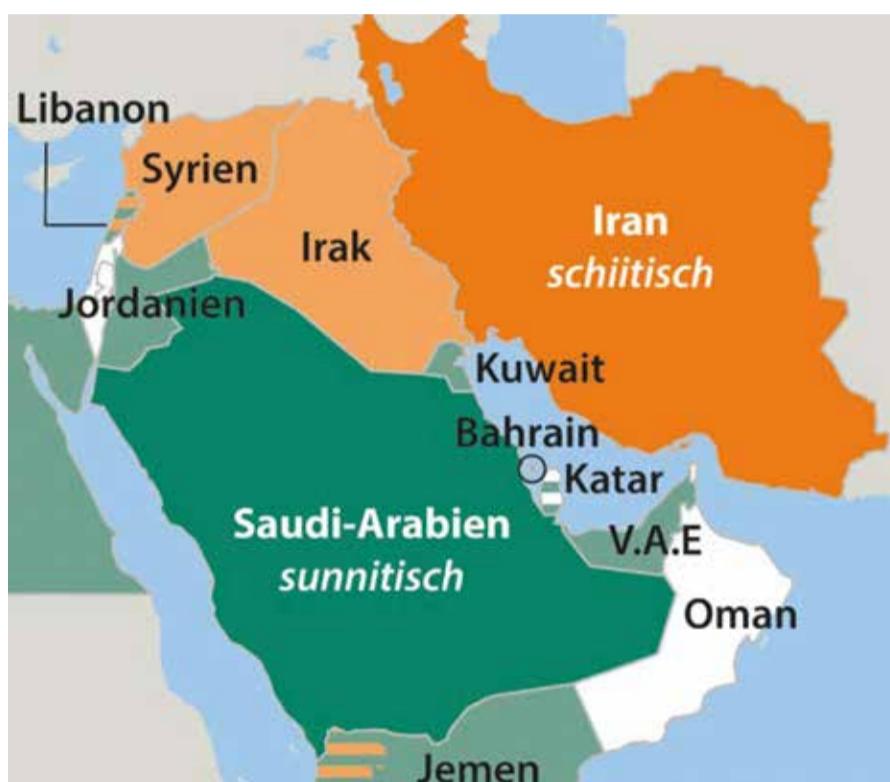 Libanon
Syrien
Iran
schiitisch
Irak
Jordanien
Kuwait
Bahrain
Katar
Saudi-Arabien
sunnitisch
V.A.E
Oman
Jemen